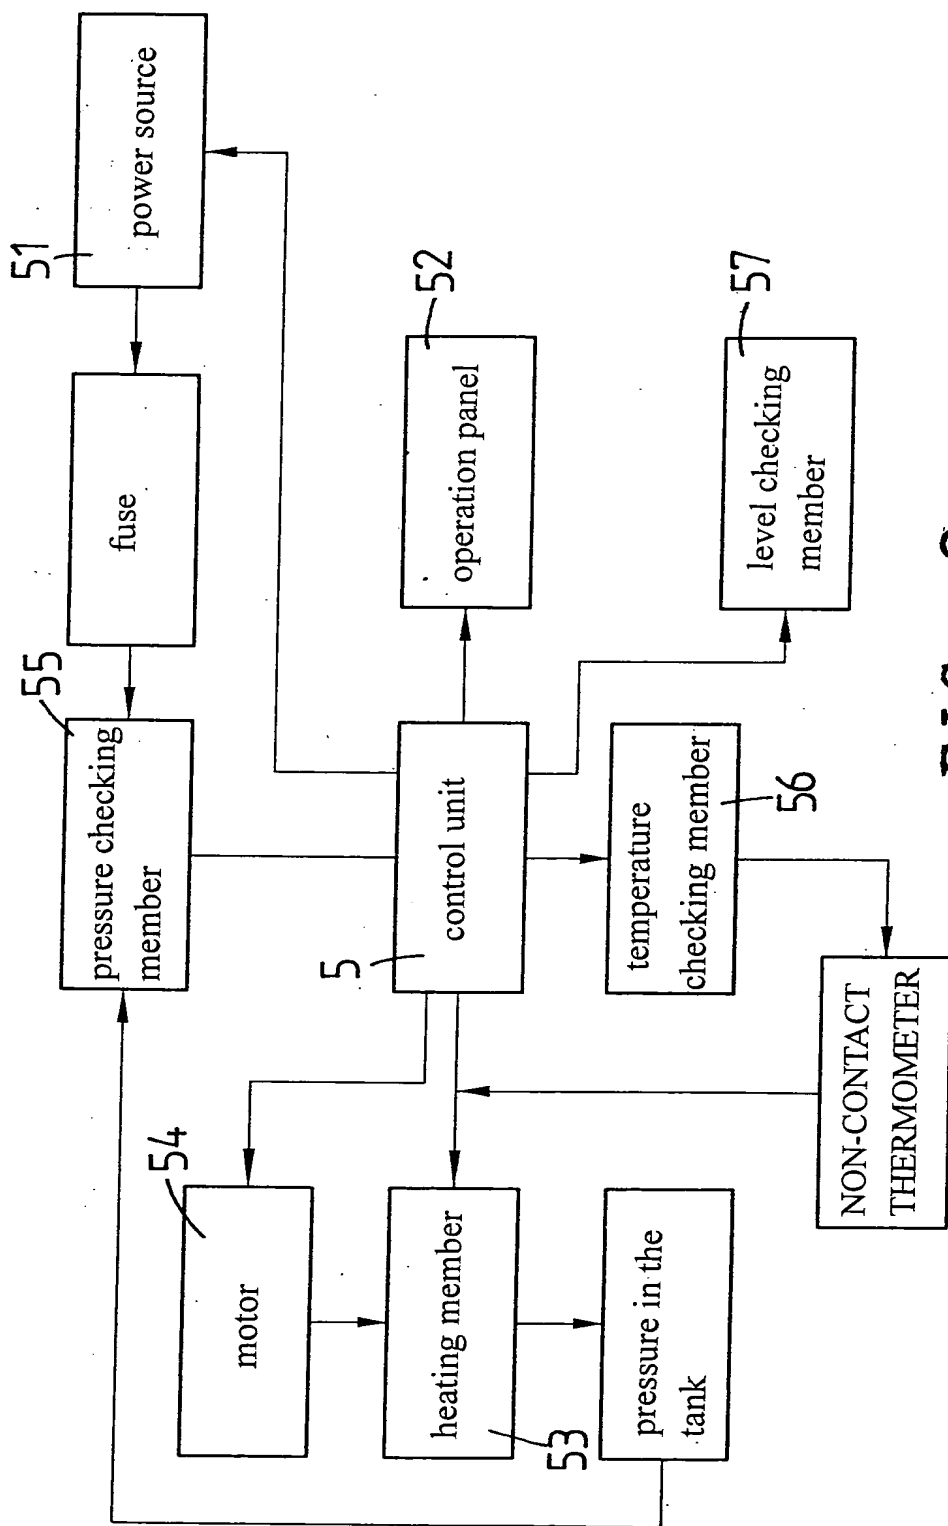 51
power source
fuse
55
pressure checking
member
52
operation panel
57
level checking
member
5
control unit
temperature
checking member
56
54
motor
heating member
53
pressure in the
tank
NON-CONTACT
THERMOMETER